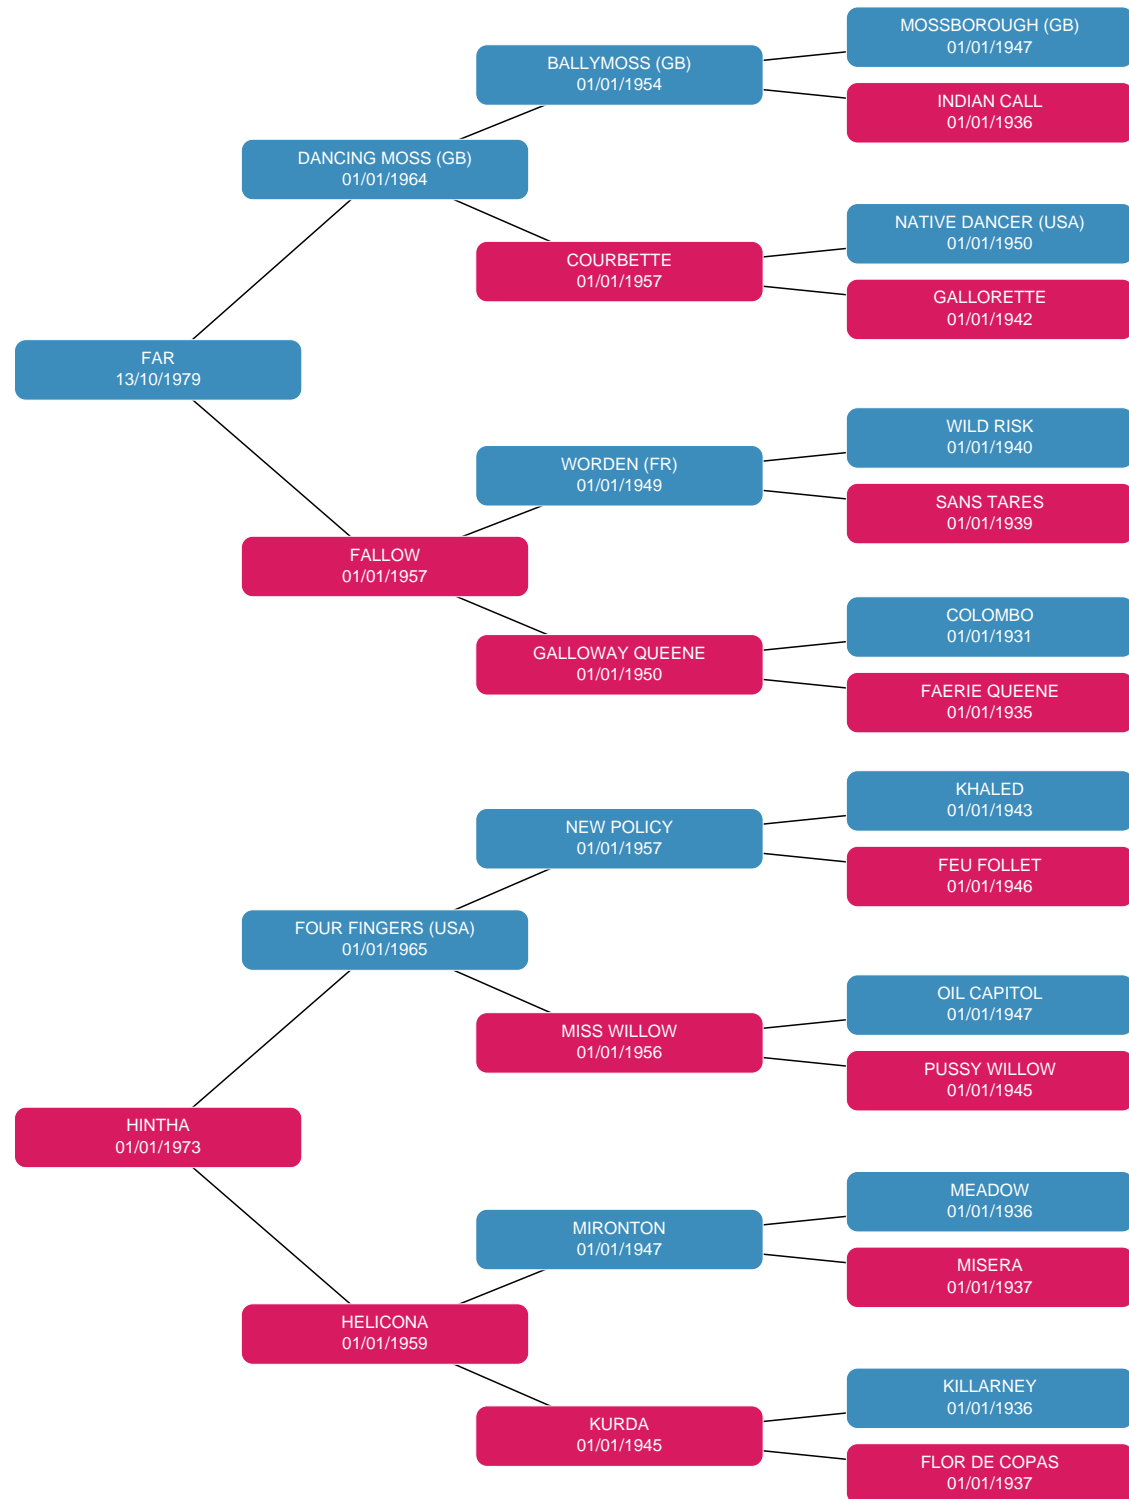 MOSSBOROUGH (GB)
01/01/1947
BALLYMOSS (GB)
01/01/1954
INDIAN CALL
01/01/1936
DANCING MOSS (GB)
01/01/1964
NATIVE DANCER (USA)
01/01/1950
COURBETTE
01/01/1957
GALLORETTE
01/01/1942
FAR
13/10/1979
WILD RISK
01/01/1940
WORDEN (FR)
01/01/1949
SANS TARES
01/01/1939
FALLOW
01/01/1957
COLOMBO
01/01/1931
GALLOWAY QUEENE
01/01/1950
FAERIE QUEENE
01/01/1935
KHALED
01/01/1943
NEW POLICY
01/01/1957
FEU FOLLET
01/01/1946
FOUR FINGERS (USA)
01/01/1965
OIL CAPITOL
01/01/1947
MISS WILLOW
01/01/1956
PUSSY WILLOW
01/01/1945
HINTHA
01/01/1973
MEADOW
01/01/1936
MIRONTON
01/01/1947
MISERA
01/01/1937
HELICONA
01/01/1959
KILLARNEY
01/01/1936
KURDA
01/01/1945
FLOR DE COPAS
01/01/1937